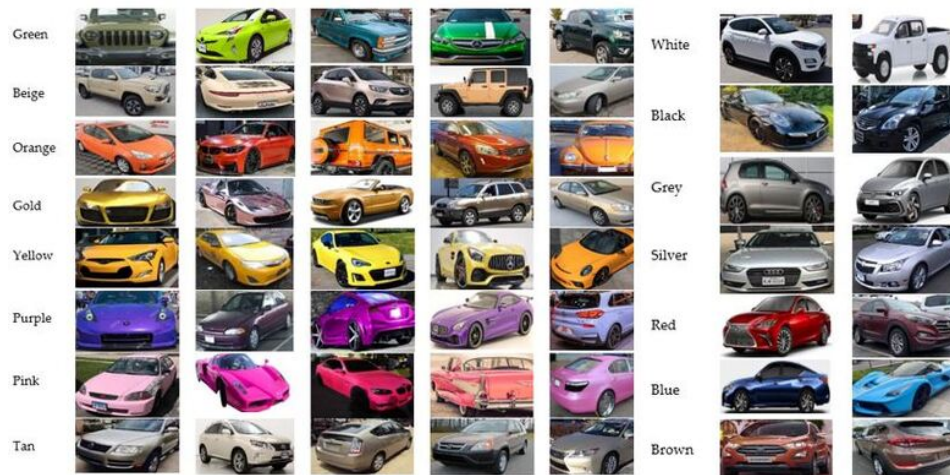 Green
Beige
Orange
Gold
Yellow
Purple
Pink
Tan
White
Black
Grey
Silver
Red
Blue
Brown